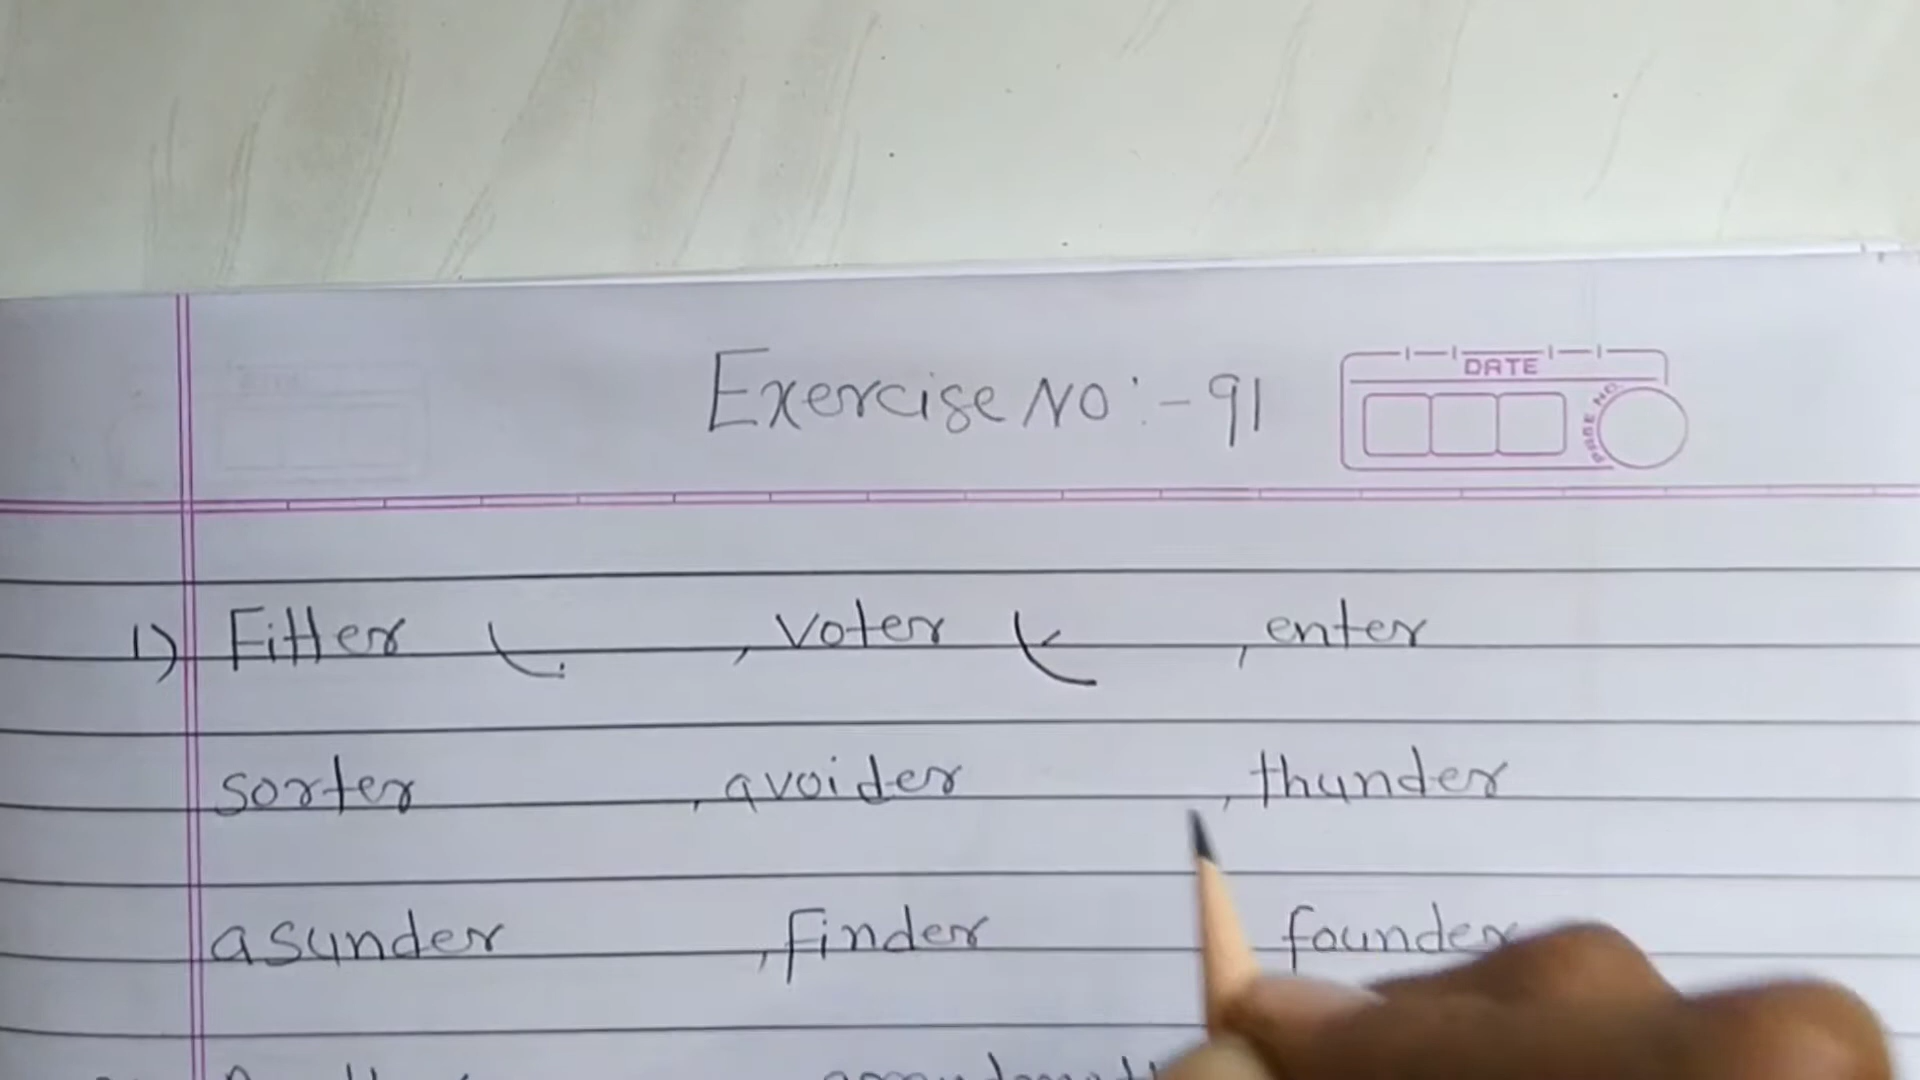 Exercise NO:-91
DATE
PAGE NO.
1) Fitter , voter , enter
sorter , avoider , thunder
asunder , finder founder